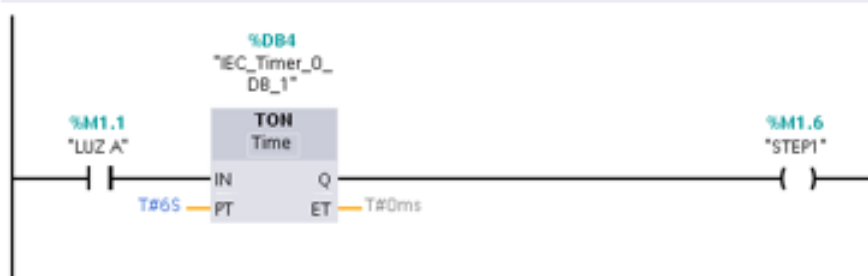 %DB4
"IEC_Timer_0_
DB_1"
%M1.1
"LUZ A"
TON
Time
%M1.6
"STEP1"
IN
Q
T#6S
PT
ET
T#0ms